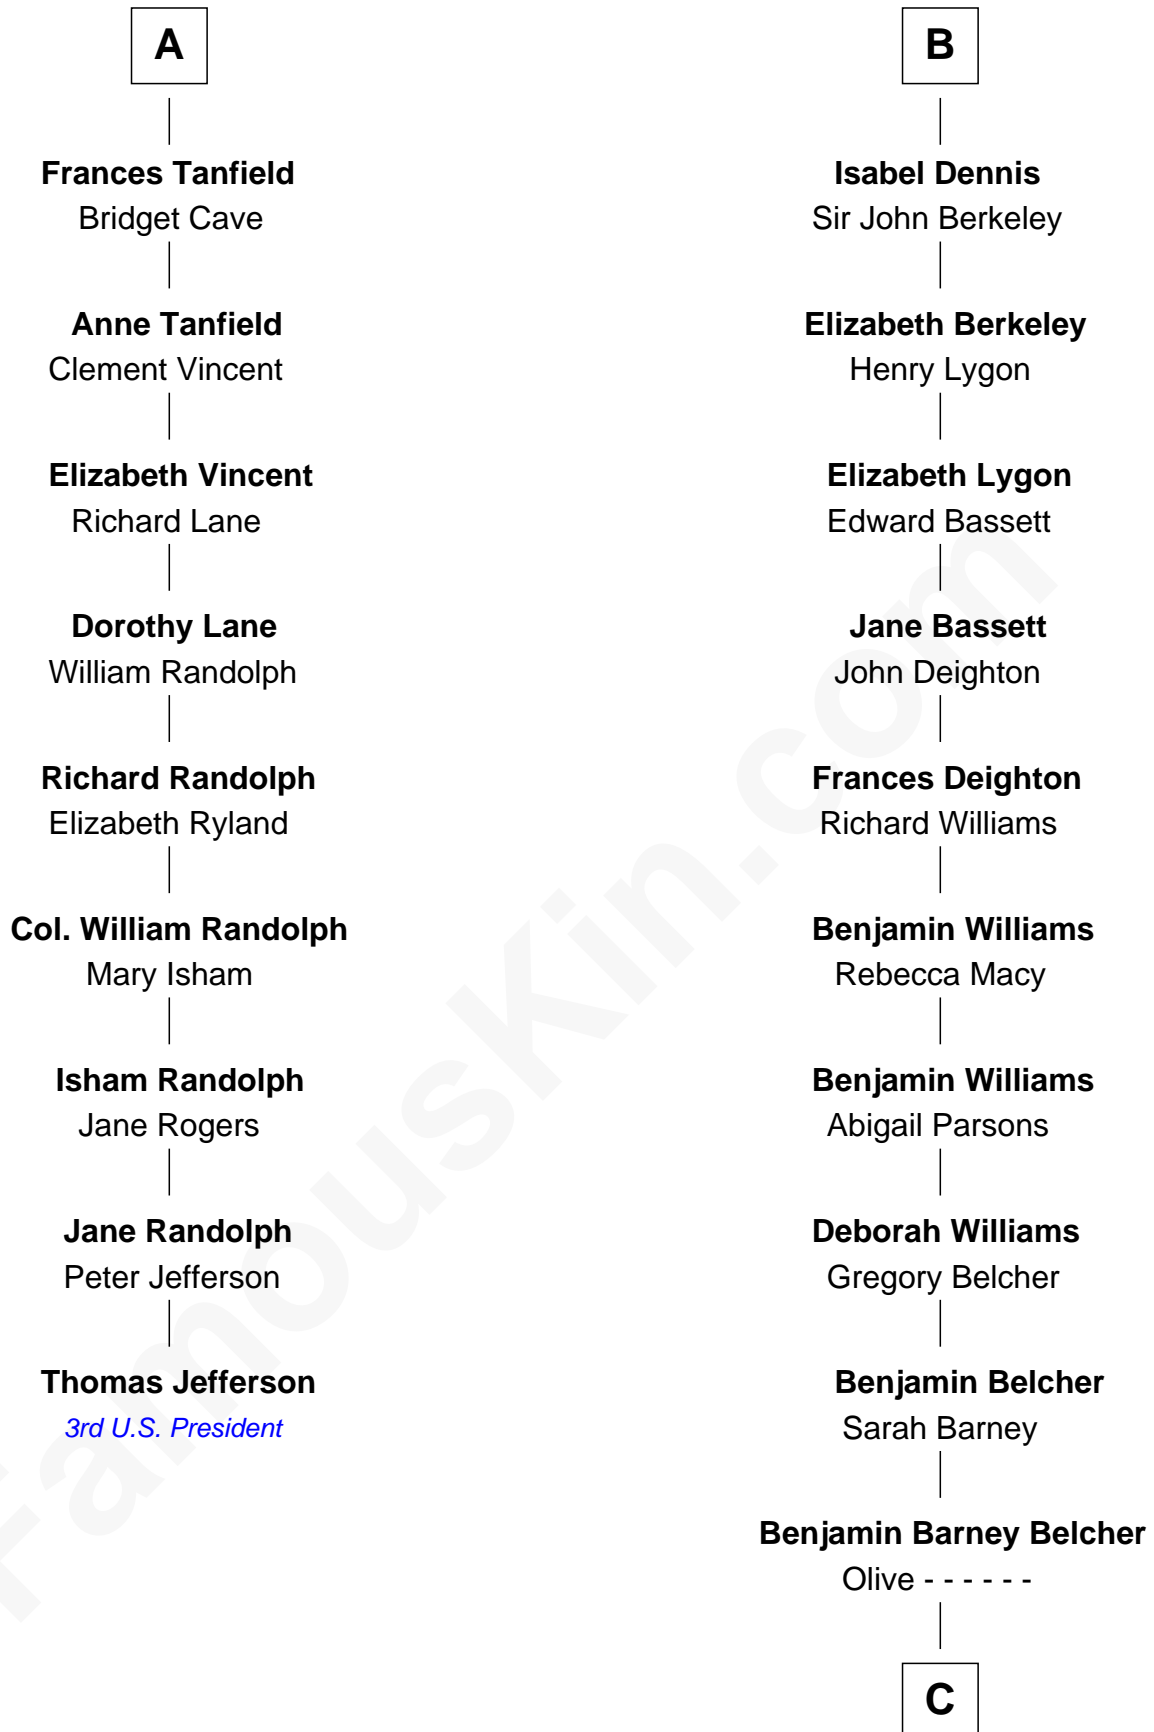 A
Frances Tanfield
Bridget Cave
Anne Tanfield
Clement Vincent
Elizabeth Vincent
Richard Lane
Dorothy Lane
William Randolph
Richard Randolph
Elizabeth Ryland
Col. William Randolph
Mary Isham
Isham Randolph
Jane Rogers
Jane Randolph
Peter Jefferson
Thomas Jefferson
3rd U.S. President
B
Isabel Dennis
Sir John Berkeley
Elizabeth Berkeley
Henry Lygon
Elizabeth Lygon
Edward Bassett
Jane Bassett
John Deighton
Frances Deighton
Richard Williams
Benjamin Williams
Rebecca Macy
Benjamin Williams
Abigail Parsons
Deborah Williams
Gregory Belcher
Benjamin Belcher
Sarah Barney
Benjamin Barney Belcher
Olive - - - - - -
C
FamousKin.com